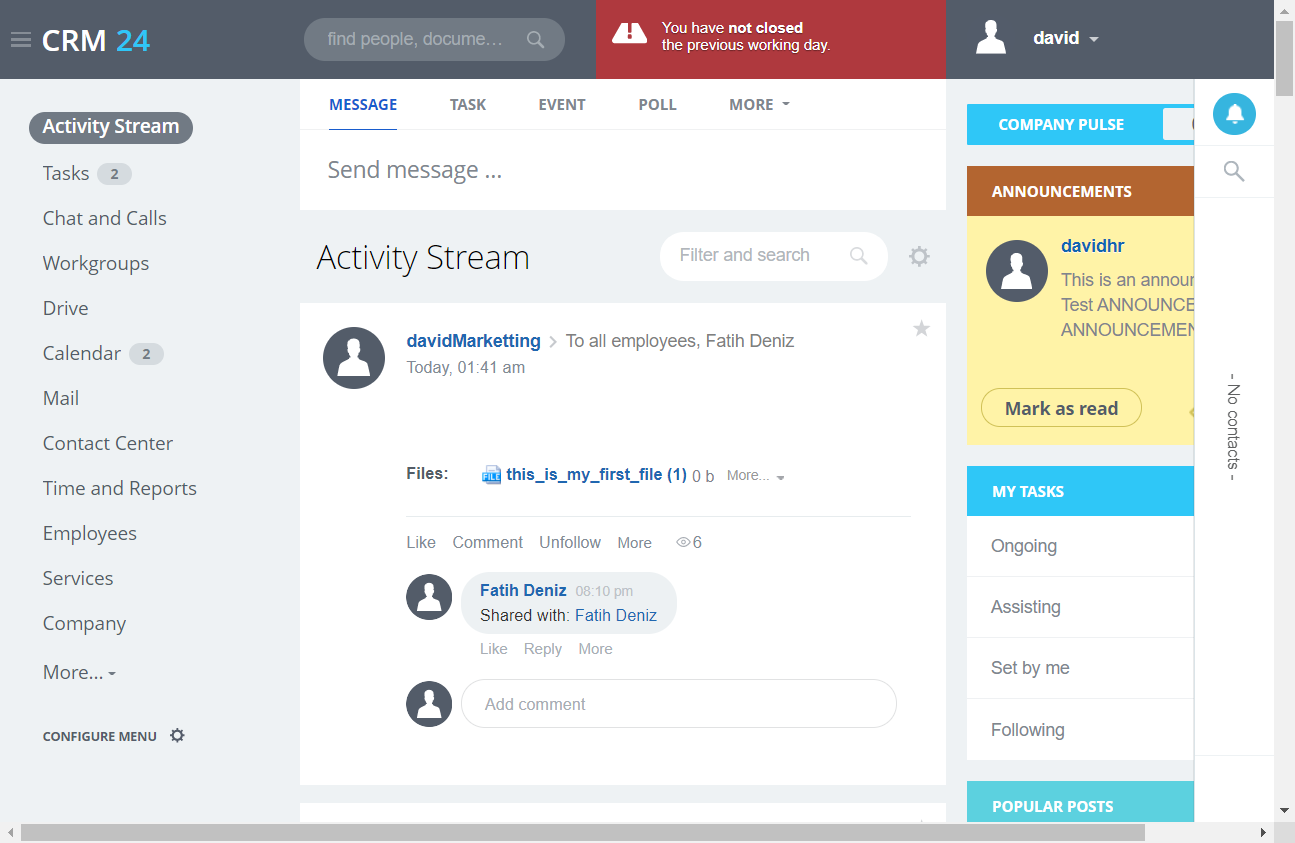 CRM 24
find people, docume…
You have not closed
the previous working day.
david
Activity Stream
Tasks 2
Chat and Calls
Workgroups
Drive
Calendar 2
Mail
Contact Center
Time and Reports
Employees
Services
Company
More...
CONFIGURE MENU
MESSAGE TASK EVENT POLL MORE
Send message ...
Activity Stream
Filter and search
davidMarketting > To all employees, Fatih Deniz
Today, 01:41 am
Files: this_is_my_first_file (1) 0 b More...
Like Comment Unfollow More 6
Fatih Deniz 08:10 pm
Shared with: Fatih Deniz
Like Reply More
Add comment
COMPANY PULSE
ANNOUNCEMENTS
davidhr
This is an annour
Test ANNOUNCE
ANNOUNCEMEN
Mark as read
MY TASKS
Ongoing
Assisting
Set by me
Following
POPULAR POSTS
- No contacts -